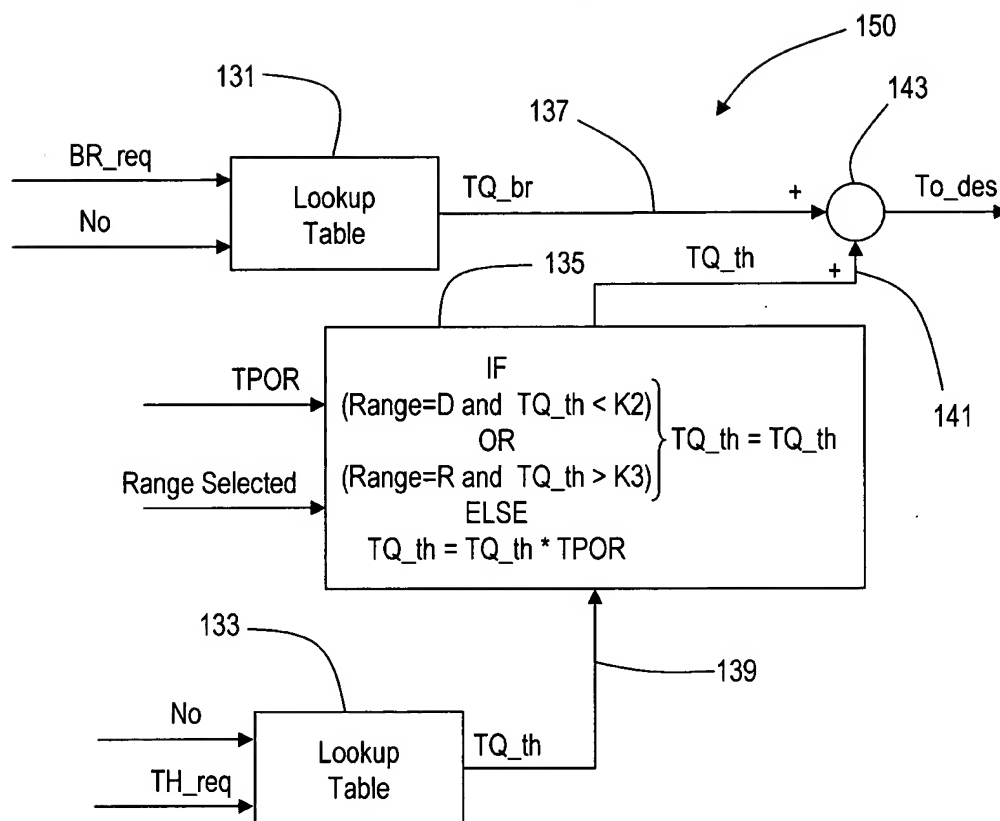 150
131
137
143
BR_req
No
Lookup
Table
TQ_br
+
To_des
135
TQ_th
+
141
TPOR
Range Selected
IF
(Range=D and TQ_th < K2)
OR
(Range=R and TQ_th > K3)
TQ_th = TQ_th
ELSE
TQ_th = TQ_th * TPOR
133
139
No
TH_req
Lookup
Table
TQ_th